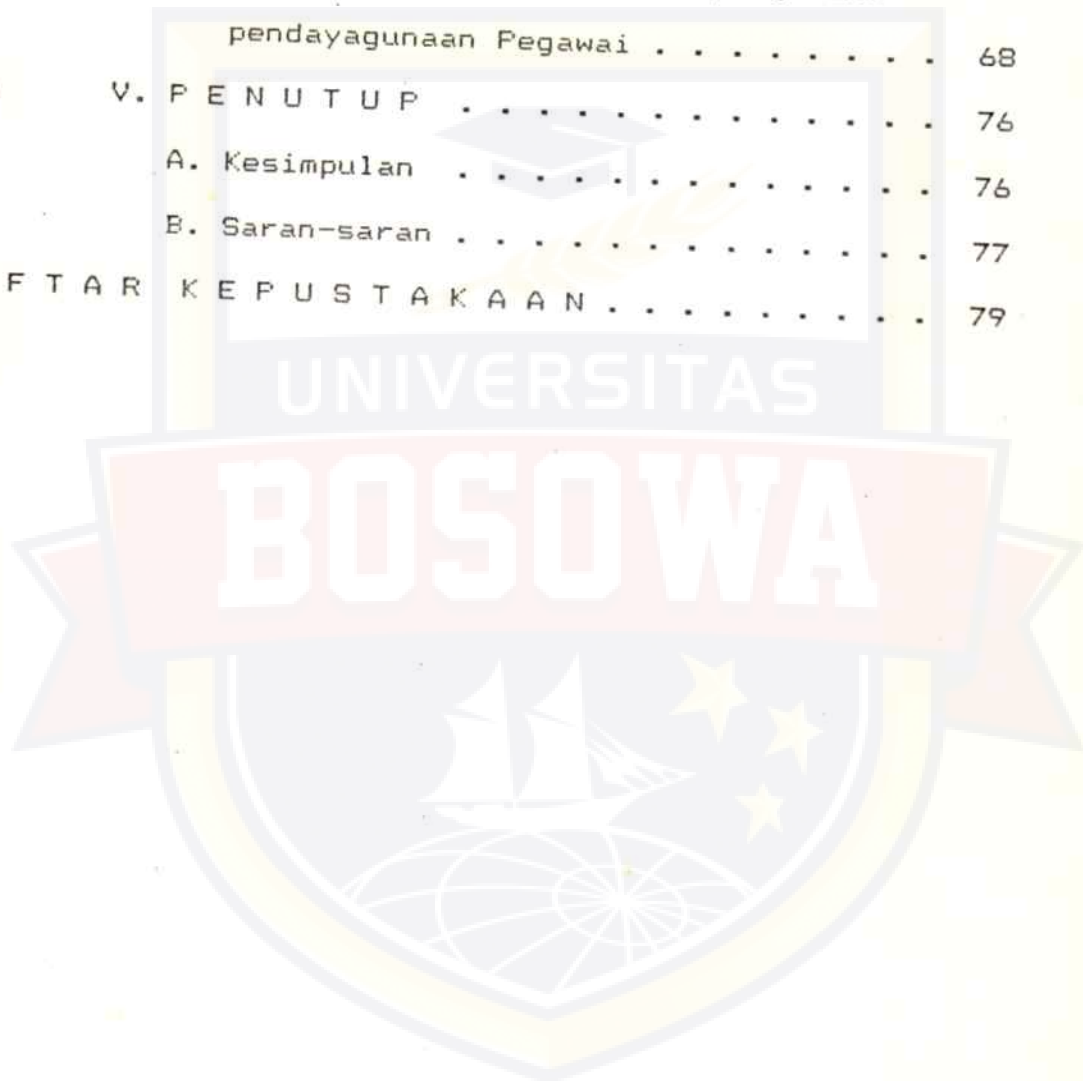 pendayagunaan Pegawai . . . . . . . . 68
V. P E N U T U P . . . . . . . . . . . . . 76
A. Kesimpulan . . . . . . . . . . . . . 76
B. Saran-saran . . . . . . . . . . . . . 77
F T A R K E P U S T A K A A N . . . . . . . . . 79
UNIVERSITAS
BOSOWA